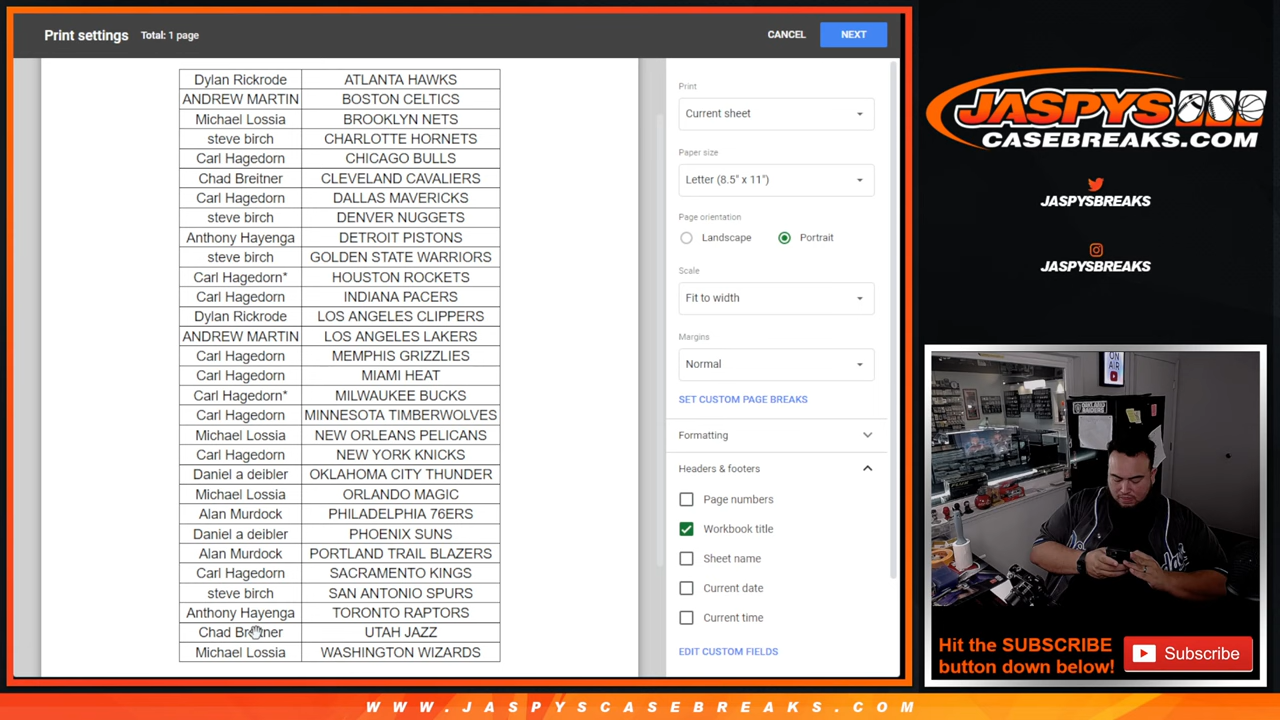 Print settings Total: 1 page
CANCEL NEXT
Dylan Rickrode ATLANTA HAWKS
ANDREW MARTIN BOSTON CELTICS
Michael Lossia BROOKLYN NETS
steve birch CHARLOTTE HORNETS
Carl Hagedorn CHICAGO BULLS
Chad Breitner CLEVELAND CAVALIERS
Carl Hagedorn DALLAS MAVERICKS
steve birch DENVER NUGGETS
Anthony Hayenga DETROIT PISTONS
steve birch GOLDEN STATE WARRIORS
Carl Hagedorn* HOUSTON ROCKETS
Carl Hagedorn INDIANA PACERS
Dylan Rickrode LOS ANGELES CLIPPERS
ANDREW MARTIN LOS ANGELES LAKERS
Carl Hagedorn MEMPHIS GRIZZLIES
Carl Hagedorn MIAMI HEAT
Carl Hagedorn* MILWAUKEE BUCKS
Carl Hagedorn MINNESOTA TIMBERWOLVES
Michael Lossia NEW ORLEANS PELICANS
Carl Hagedorn NEW YORK KNICKS
Daniel a deibler OKLAHOMA CITY THUNDER
Michael Lossia ORLANDO MAGIC
Alan Murdock PHILADELPHIA 76ERS
Daniel a deibler PHOENIX SUNS
Alan Murdock PORTLAND TRAIL BLAZERS
Carl Hagedorn SACRAMENTO KINGS
steve birch SAN ANTONIO SPURS
Anthony Hayenga TORONTO RAPTORS
Chad Breitner UTAH JAZZ
Michael Lossia WASHINGTON WIZARDS
Print
Current sheet
Paper size
Letter (8.5" x 11")
Page orientation
Landscape Portrait
Scale
Fit to width
Margins
Normal
SET CUSTOM PAGE BREAKS
Formatting
Headers & footers
Page numbers
Workbook title
Sheet name
Current date
Current time
EDIT CUSTOM FIELDS
JASPYS
CASEBREAKS.COM
JASPYSBREAKS
JASPYSBREAKS
ON AIR
Hit the SUBSCRIBE
button down below!
Subscribe
WWW.JASPYSCASEBREAKS.COM